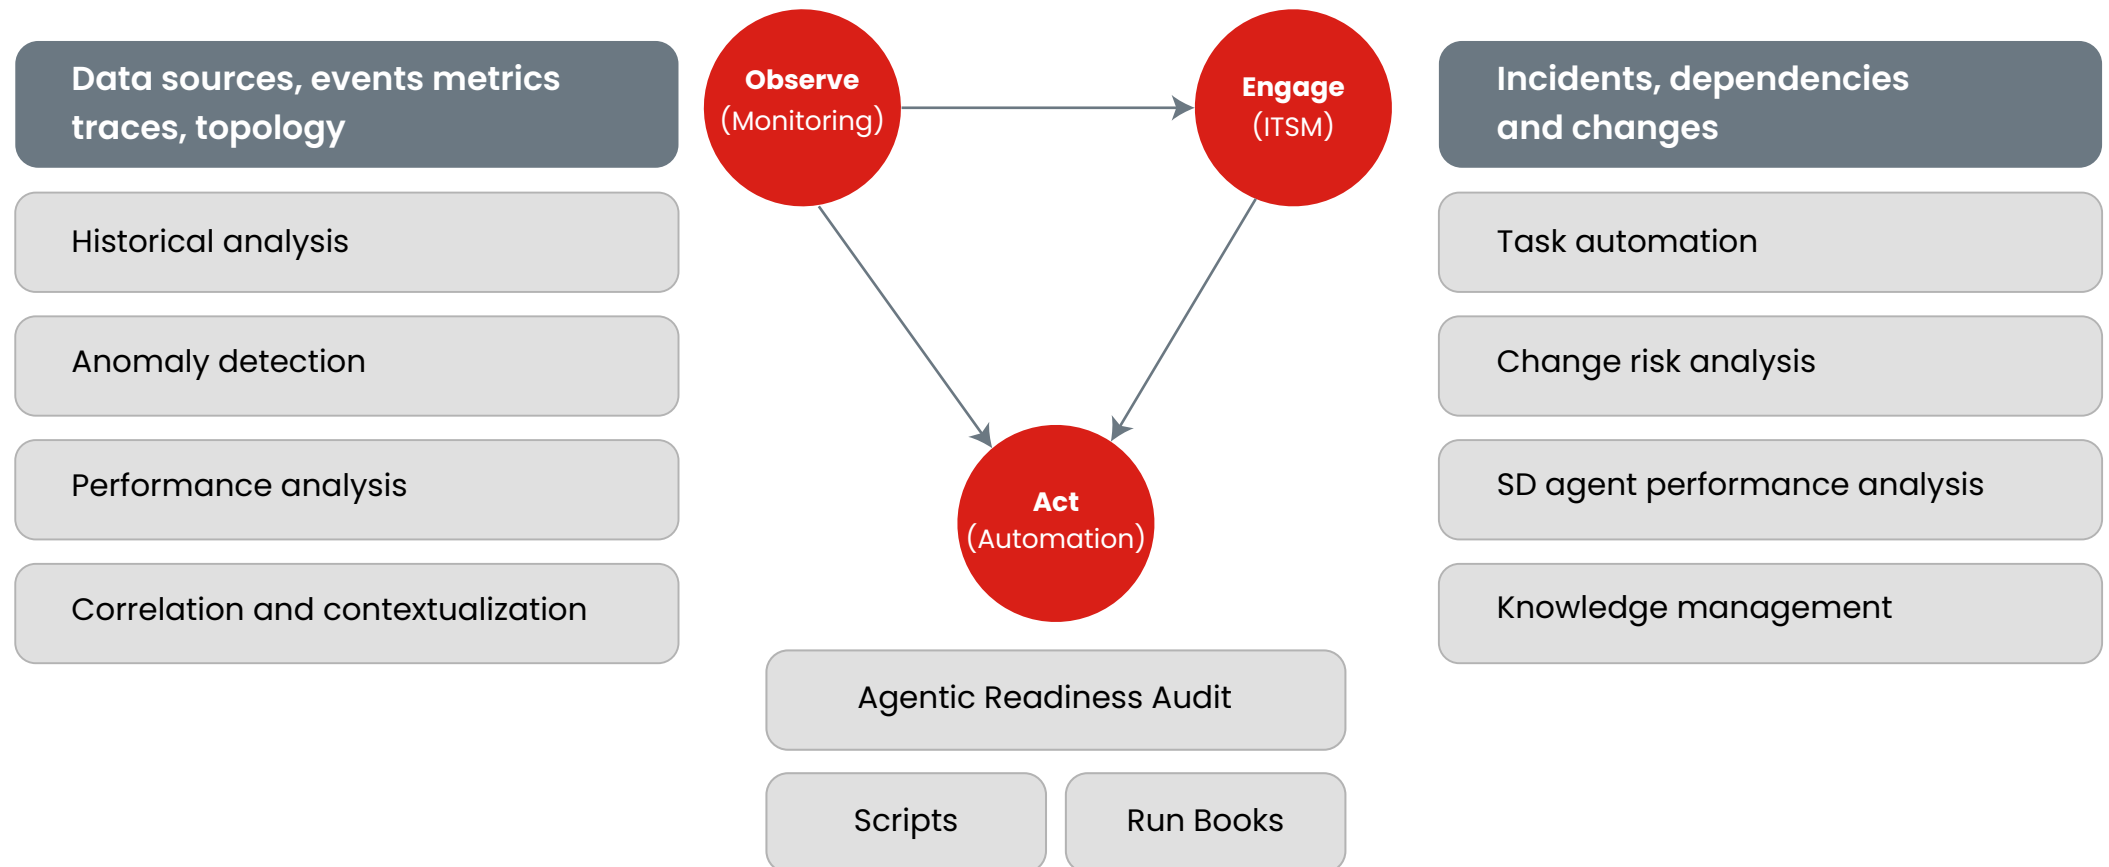 Data sources, events metrics
traces, topology
Historical analysis
Anomaly detection
Performance analysis
Correlation and contextualization
Observe
(Monitoring)
Engage
(ITSM)
Act
(Automation)
Agentic Readiness Audit
Scripts
Run Books
Incidents, dependencies
and changes
Task automation
Change risk analysis
SD agent performance analysis
Knowledge management